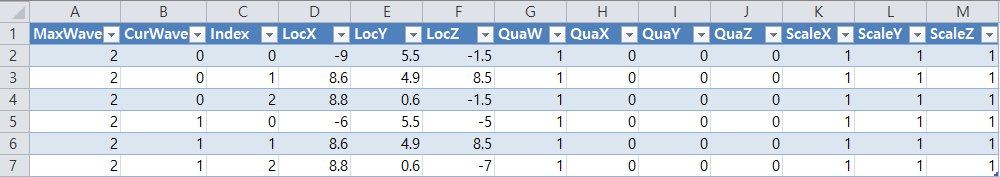 A B C D E F G H I J K L M
1 MaxWave CurWave Index LocX LocY LocZ QuaW QuaX QuaY QuaZ ScaleX ScaleY ScaleZ
2 2 0 0 -9 5.5 -1.5 1 0 0 0 1 1 1
3 2 0 1 8.6 4.9 8.5 1 0 0 0 1 1 1
4 2 0 2 8.8 0.6 -1.5 1 0 0 0 1 1 1
5 2 1 0 -6 5.5 -5 1 0 0 0 1 1 1
6 2 1 1 8.6 4.9 8.5 1 0 0 0 1 1 1
7 2 1 2 8.8 0.6 -7 1 0 0 0 1 1 1